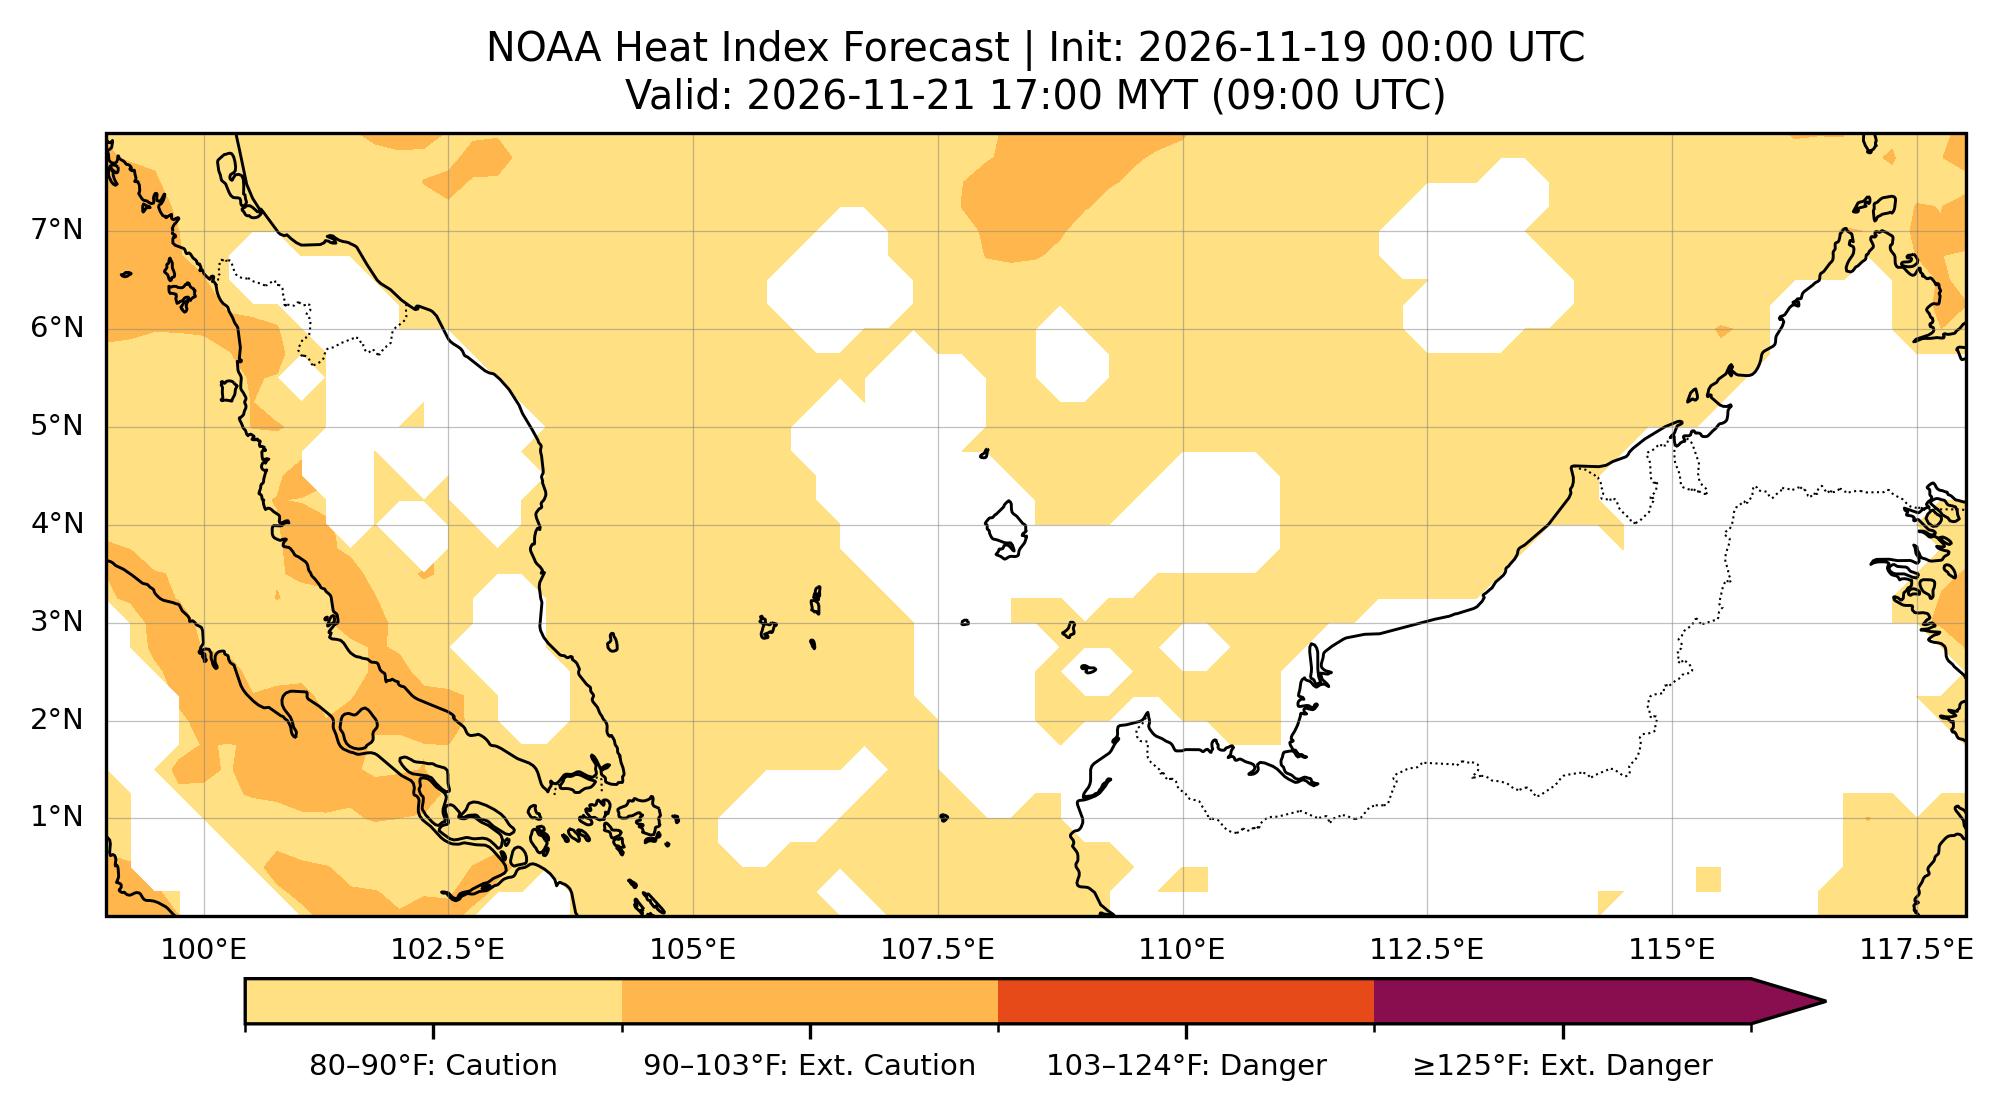 NOAA Heat Index Forecast | Init: 2026-11-19 00:00 UTC
Valid: 2026-11-21 17:00 MYT (09:00 UTC)
7°N
6°N
5°N
4°N
3°N
2°N
1°N
100°E 102.5°E 105°E 107.5°E 110°E 112.5°E 115°E 117.5°E
80–90°F: Caution 90–103°F: Ext. Caution 103–124°F: Danger ≥125°F: Ext. Danger